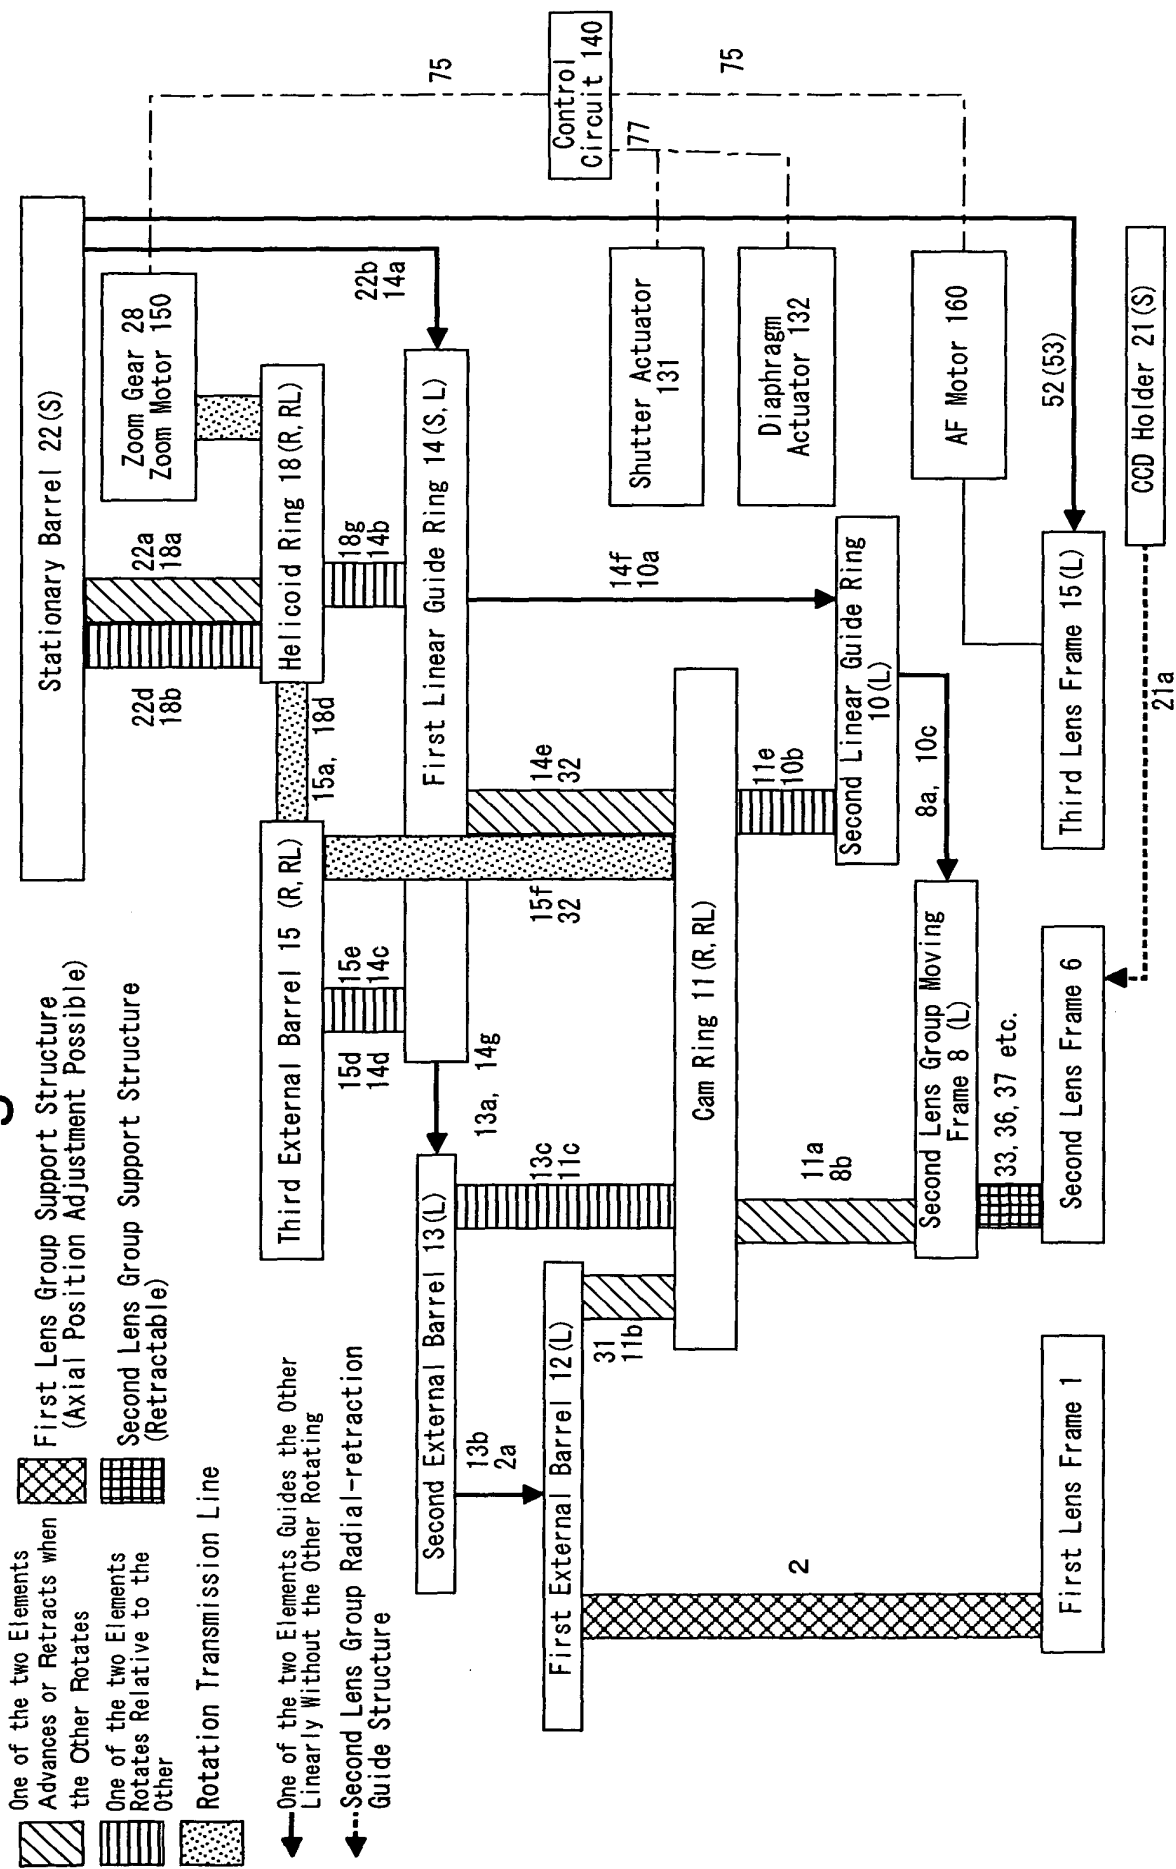 One of the two Elements
Advances or Retracts when
the Other Rotates
One of the two Elements
Rotates Relative to the
Other
Rotation Transmission Line
First Lens Group Support Structure
(Axial Position Adjustment Possible)
Second Lens Group Support Structure
(Retractable)
One of the two Elements Guides the Other
Linearly Without the Other Rotating
Second Lens Group Radial-retraction
Guide Structure
Stationary Barrel 22(S)
22d
18b
22a
18a
Zoom Gear 28
Zoom Motor 150
75
Third External Barrel 15 (R, RL)
15a, 18d
Helicoid Ring 18(R, RL)
22b
14a
15d
14d
15e
14c
18g
14b
Second External Barrel 13(L)
13a, 14g
First Linear Guide Ring 14(S, L)
13b
2a
13c
11c
15f
32
14e
32
14f
10a
Control
Circuit 140
77
75
First External Barrel 12(L)
31
11b
Shutter Actuator
131
Cam Ring 11(R, RL)
Diaphragm
Actuator 132
11e
10b
2
11a
8b
Second Linear Guide Ring
10(L)
8a, 10c
AF Motor 160
Second Lens Group Moving
Frame 8 (L)
33, 36, 37 etc.
52(53)
First Lens Frame 1
Second Lens Frame 6
Third Lens Frame 15(L)
CCD Holder 21(S)
21a